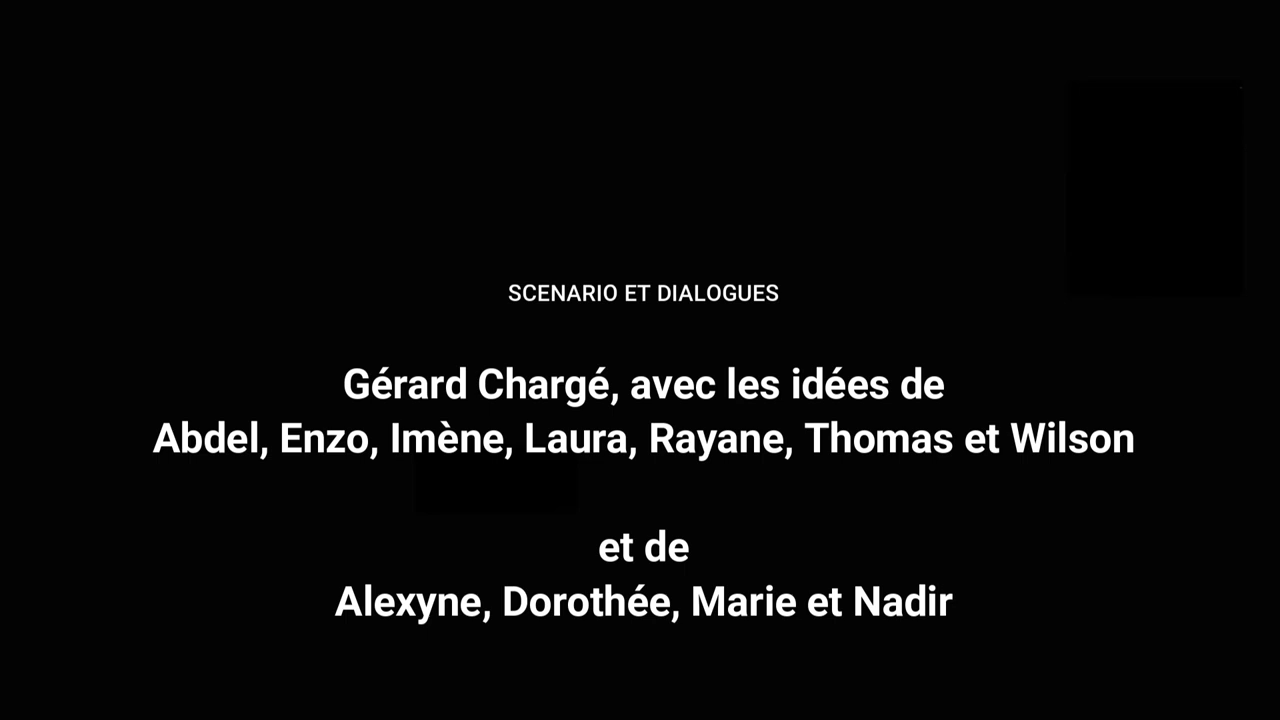 SCENARIO ET DIALOGUES
Gérard Chargé, avec les idées de
Abdel, Enzo, Imène, Laura, Rayane, Thomas et Wilson
et de
Alexyne, Dorothée, Marie et Nadir